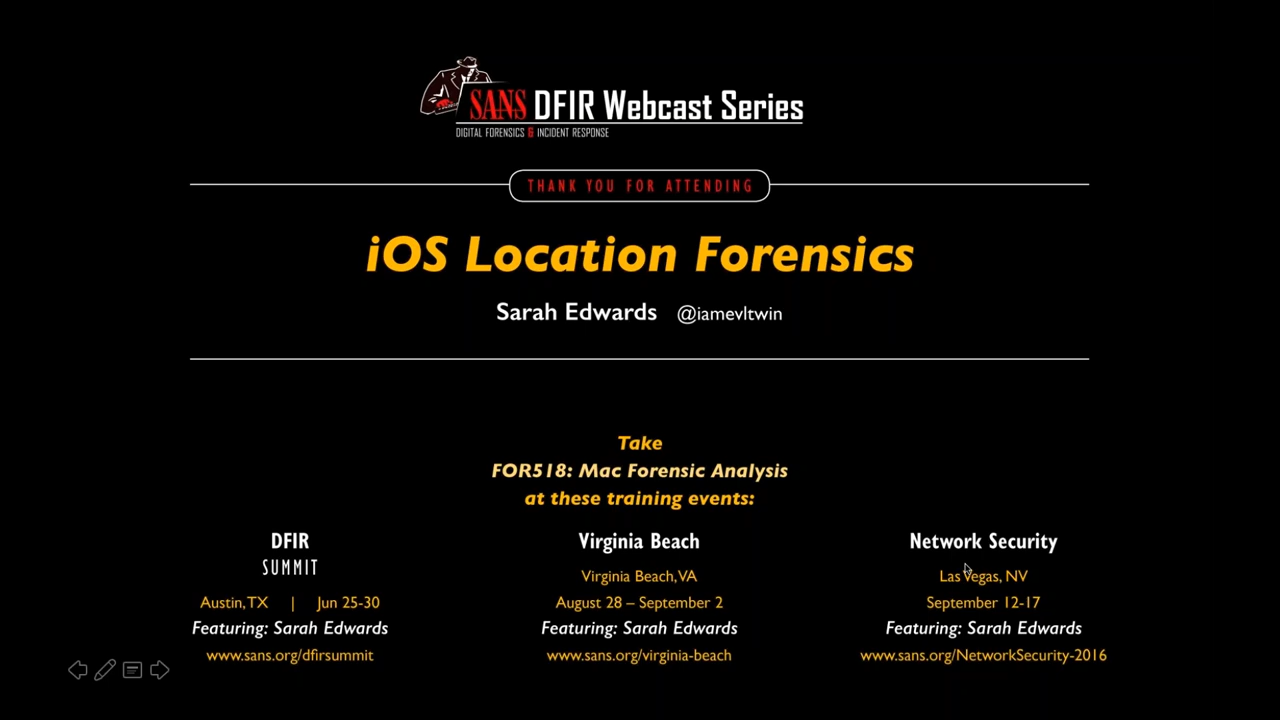 SANS DFIR Webcast Series
DIGITAL FORENSICS & INCIDENT RESPONSE
THANK YOU FOR ATTENDING
iOS Location Forensics
Sarah Edwards @iamevltwin
Take
FOR518: Mac Forensic Analysis
at these training events:
DFIR
SUMMIT
Austin, TX | Jun 25-30
Featuring: Sarah Edwards
www.sans.org/dfirsummit
Virginia Beach
Virginia Beach, VA
August 28 – September 2
Featuring: Sarah Edwards
www.sans.org/virginia-beach
Network Security
Las Vegas, NV
September 12-17
Featuring: Sarah Edwards
www.sans.org/NetworkSecurity-2016